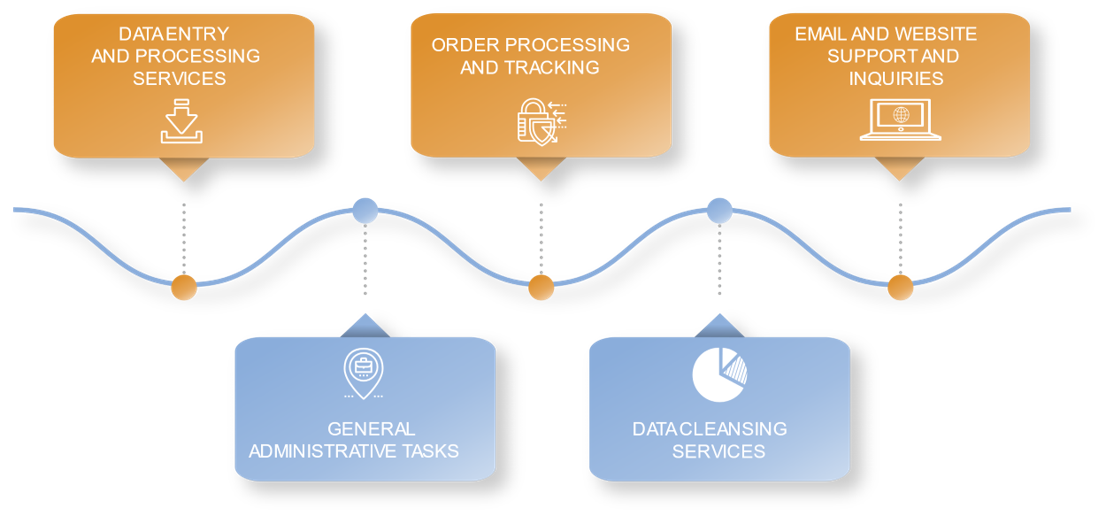 DATA ENTRY
AND PROCESSING
SERVICES
ORDER PROCESSING
AND TRACKING
EMAIL AND WEBSITE
SUPPORT AND
INQUIRIES
GENERAL
ADMINISTRATIVE TASKS
DATA CLEANSING
SERVICES